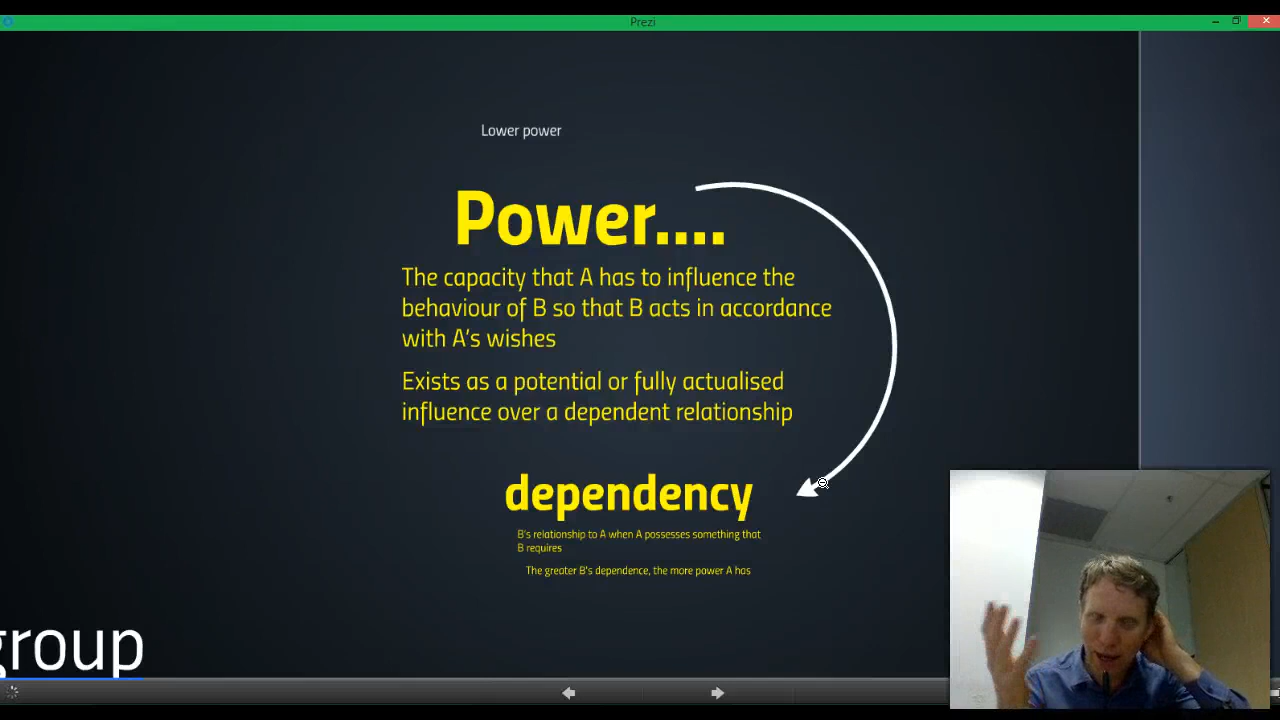 Prezi
Lower power
Power....
The capacity that A has to influence the
behaviour of B so that B acts in accordance
with A's wishes
Exists as a potential or fully actualised
influence over a dependent relationship
dependency
B's relationship to A when A possesses something that
B requires
The greater B's dependence, the more power A has
group